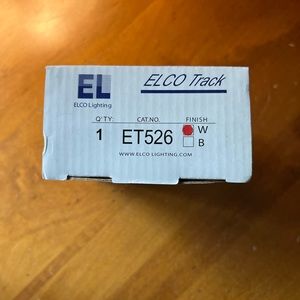 EL ELCO Track
ELCO Lighting
Q'TY: CAT.NO. FINISH
1 ET526 W
B
WWW.ELCO LIGHTING.COM